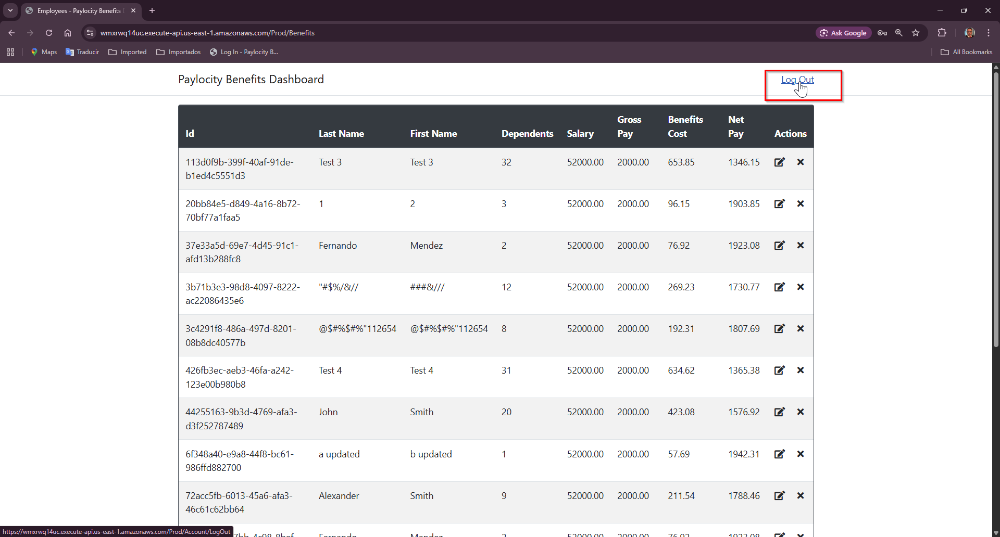 Employees - Paylocity Benefits
wmxrwq14uc.execute-api.us-east-1.amazonaws.com/Prod/Benefits
Ask Google
Maps
Traducir
Imported
Importados
Log In - Paylocity B...
All Bookmarks
Paylocity Benefits Dashboard
Log Out
Id Last Name First Name Dependents Salary Gross Pay Benefits Cost Net Pay Actions
113d0f9b-399f-40af-91de-
b1ed4c5551d3
Test 3 Test 3 32 52000.00 2000.00 653.85 1346.15
20bb84e5-d849-4a16-8b72-
70bf77a1faa5
1 2 3 52000.00 2000.00 96.15 1903.85
37e33a5d-69e7-4d45-91c1-
afd13b288fc8
Fernando Mendez 2 52000.00 2000.00 76.92 1923.08
3b71b3e3-98d8-4097-8222-
ac22086435e6
"#$%/&// ###&/// 12 52000.00 2000.00 269.23 1730.77
3c4291f8-486a-497d-8201-
08b8dc40577b
@$#%$#%"112654 @$#%$#%"112654 8 52000.00 2000.00 192.31 1807.69
426fb3ec-aeb3-46fa-a242-
123e00b980b8
Test 4 Test 4 31 52000.00 2000.00 634.62 1365.38
44255163-9b3d-4769-afa3-
d3f252787489
John Smith 20 52000.00 2000.00 423.08 1576.92
6f348a40-e9a8-44f8-bc61-
986ffd882700
a updated b updated 1 52000.00 2000.00 57.69 1942.31
72acc5fb-6013-45a6-afa3-
46c61c62bb64
Alexander Smith 9 52000.00 2000.00 211.54 1788.46
Fernando Mendez 2 52000.00 2000.00 76.92 1923.08
https://wmxrwq14uc.execute-api.us-east-1.amazonaws.com/Prod/Account/LogOut